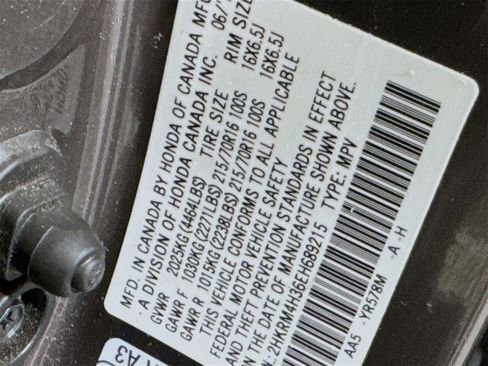 MFD. IN CANADA BY HONDA OF CANADA MFG.
A DIVISION OF HONDA CANADA INC. 06/
GVWR 2025KG (4464LBS) TIRE SIZE RIM SIZE
GAWR F 1030KG (2271LBS) 215/70R16 100S 16X6.5J
GAWR R 1015KG (2238LBS) 215/70R16 100S 16X6.5J
THIS VEHICLE CONFORMS TO ALL APPLICABLE
FEDERAL MOTOR VEHICLE SAFETY
THEFT PREVENTION STANDARDS IN EFFECT
IN THE DATE OF MANUFACTURE SHOWN ABOVE.
N: 2HKRM4H36EH689215 TYPE: MPV
AA5 -YR578M -A -H
A3